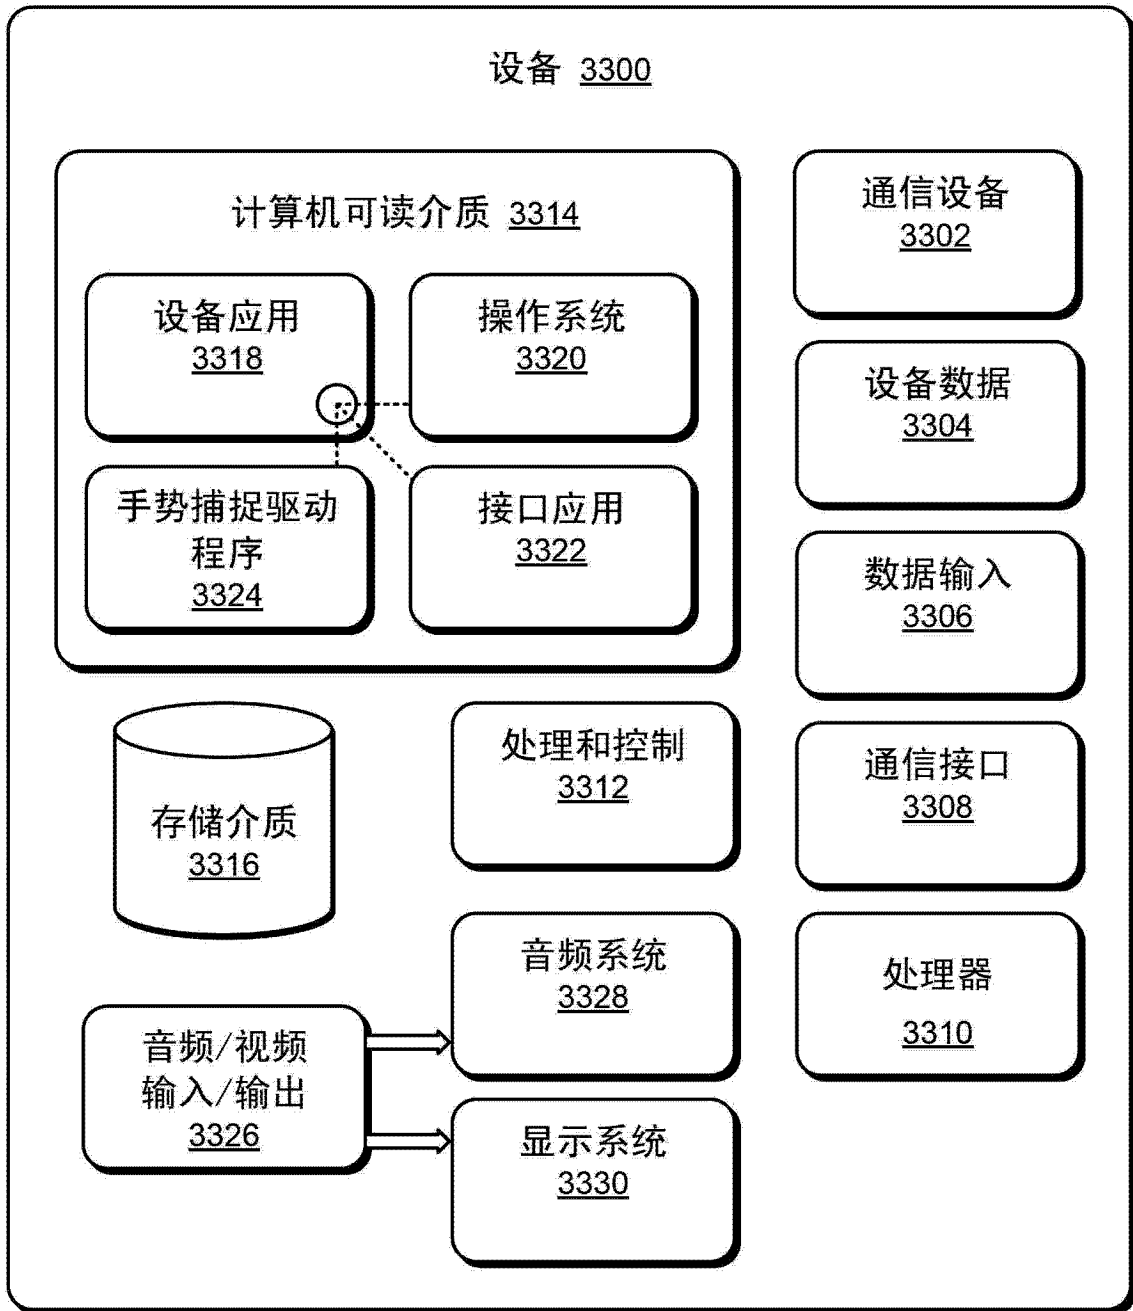 设备 3300
计算机可读介质 3314
设备应用
3318
操作系统
3320
手势捕捉驱动
程序
3324
接口应用
3322
通信设备
3302
设备数据
3304
数据输入
3306
通信接口
3308
处理器
3310
存储介质
3316
处理和控制
3312
音频/视频
输入/输出
3326
音频系统
3328
显示系统
3330